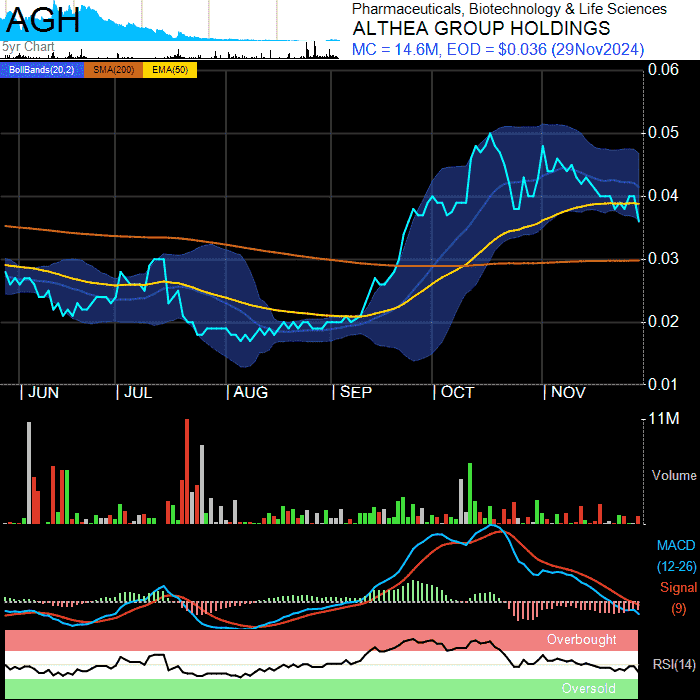 AGH
5yr Chart
Pharmaceuticals, Biotechnology & Life Sciences
ALTHEA GROUP HOLDINGS
MC = 14.6M, EOD = $0.036 (29Nov2024)
BollBands(20,2) SMA(200) EMA(50)
0.06
0.05
0.04
0.03
0.02
0.01
| JUN | JUL | AUG | SEP | OCT | NOV
11M
Volume
MACD
(12-26)
Signal
(9)
Overbought
RSI(14)
Oversold